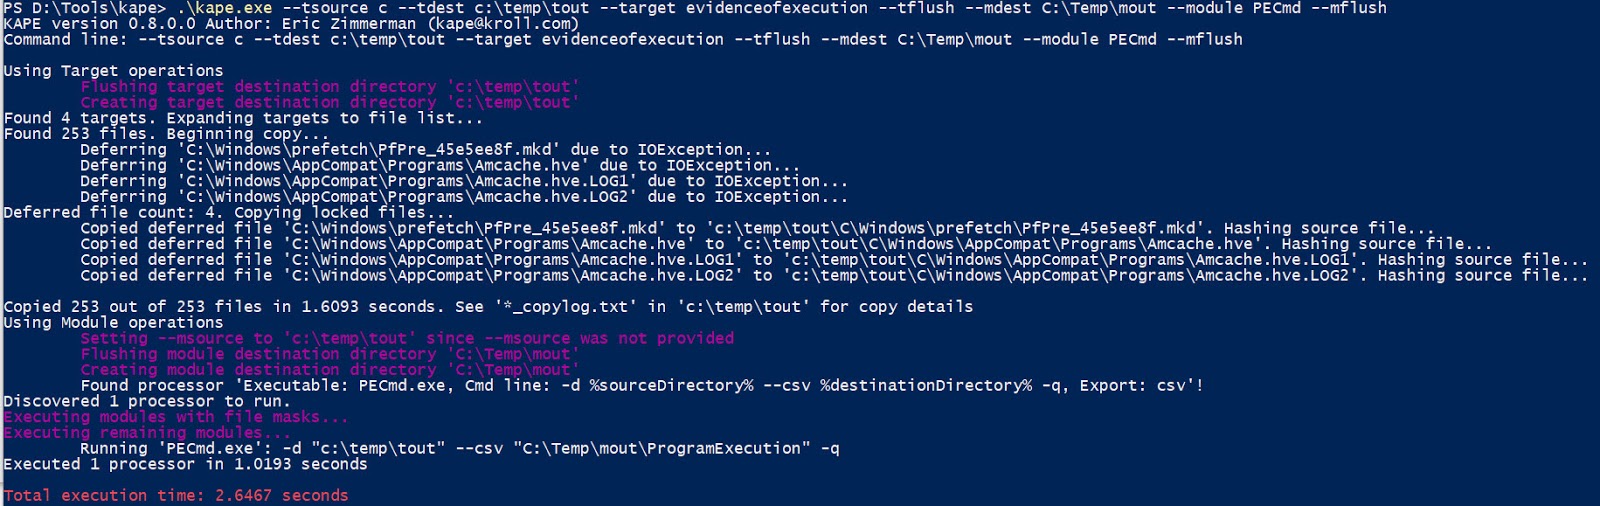 PS D:\Tools\kape> .\kape.exe --tsource c --tdest c:\temp\tout --target evidenceofexecution --tflush --mdest C:\Temp\mout --module PECmd --mflush
KAPE version 0.8.0.0 Author: Eric Zimmerman (kape@kroll.com)
Command line: --tsource c --tdest c:\temp\tout --target evidenceofexecution --tflush --mdest C:\Temp\mout --module PECmd --mflush
Using Target operations
Flushing target destination directory 'c:\temp\tout'
Creating target destination directory 'c:\temp\tout'
Found 4 targets. Expanding targets to file list...
Found 253 files. Beginning copy...
Deferring 'C:\Windows\prefetch\PfPre_45e5ee8f.mkd' due to IOException...
Deferring 'C:\Windows\AppCompat\Programs\Amcache.hve' due to IOException...
Deferring 'C:\Windows\AppCompat\Programs\Amcache.hve.LOG1' due to IOException...
Deferring 'C:\Windows\AppCompat\Programs\Amcache.hve.LOG2' due to IOException...
Deferred file count: 4. Copying locked files...
Copied deferred file 'C:\Windows\prefetch\PfPre_45e5ee8f.mkd' to 'c:\temp\tout\C\Windows\prefetch\PfPre_45e5ee8f.mkd'. Hashing source file...
Copied deferred file 'C:\Windows\AppCompat\Programs\Amcache.hve' to 'c:\temp\tout\C\Windows\AppCompat\Programs\Amcache.hve'. Hashing source file...
Copied deferred file 'C:\Windows\AppCompat\Programs\Amcache.hve.LOG1' to 'c:\temp\tout\C\Windows\AppCompat\Programs\Amcache.hve.LOG1'. Hashing source file...
Copied deferred file 'C:\Windows\AppCompat\Programs\Amcache.hve.LOG2' to 'c:\temp\tout\C\Windows\AppCompat\Programs\Amcache.hve.LOG2'. Hashing source file...
Copied 253 out of 253 files in 1.6093 seconds. See '*_copylog.txt' in 'c:\temp\tout' for copy details
Using Module operations
Setting --msource to 'c:\temp\tout' since --msource was not provided
Flushing module destination directory 'C:\Temp\mout'
Creating module destination directory 'C:\Temp\mout'
Found processor 'Executable: PECmd.exe, Cmd line: -d %sourceDirectory% --csv %destinationDirectory% -q, Export: csv'!
Discovered 1 processor to run.
Executing modules with file masks...
Executing remaining modules...
Running 'PECmd.exe': -d "c:\temp\tout" --csv "C:\Temp\mout\ProgramExecution" -q
Executed 1 processor in 1.0193 seconds
Total execution time: 2.6467 seconds